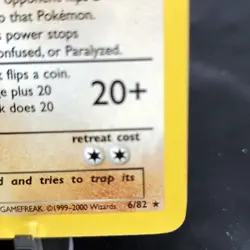 opponent flips a
p that Pokémon.
s power stops
onfused, or Paralyzed.
flips a coin.
ge plus 20
k does 20
20+
retreat cost
d and tries to trap its
GAMEFREAK. ©1999-2000 Wizards. 6/82 ★